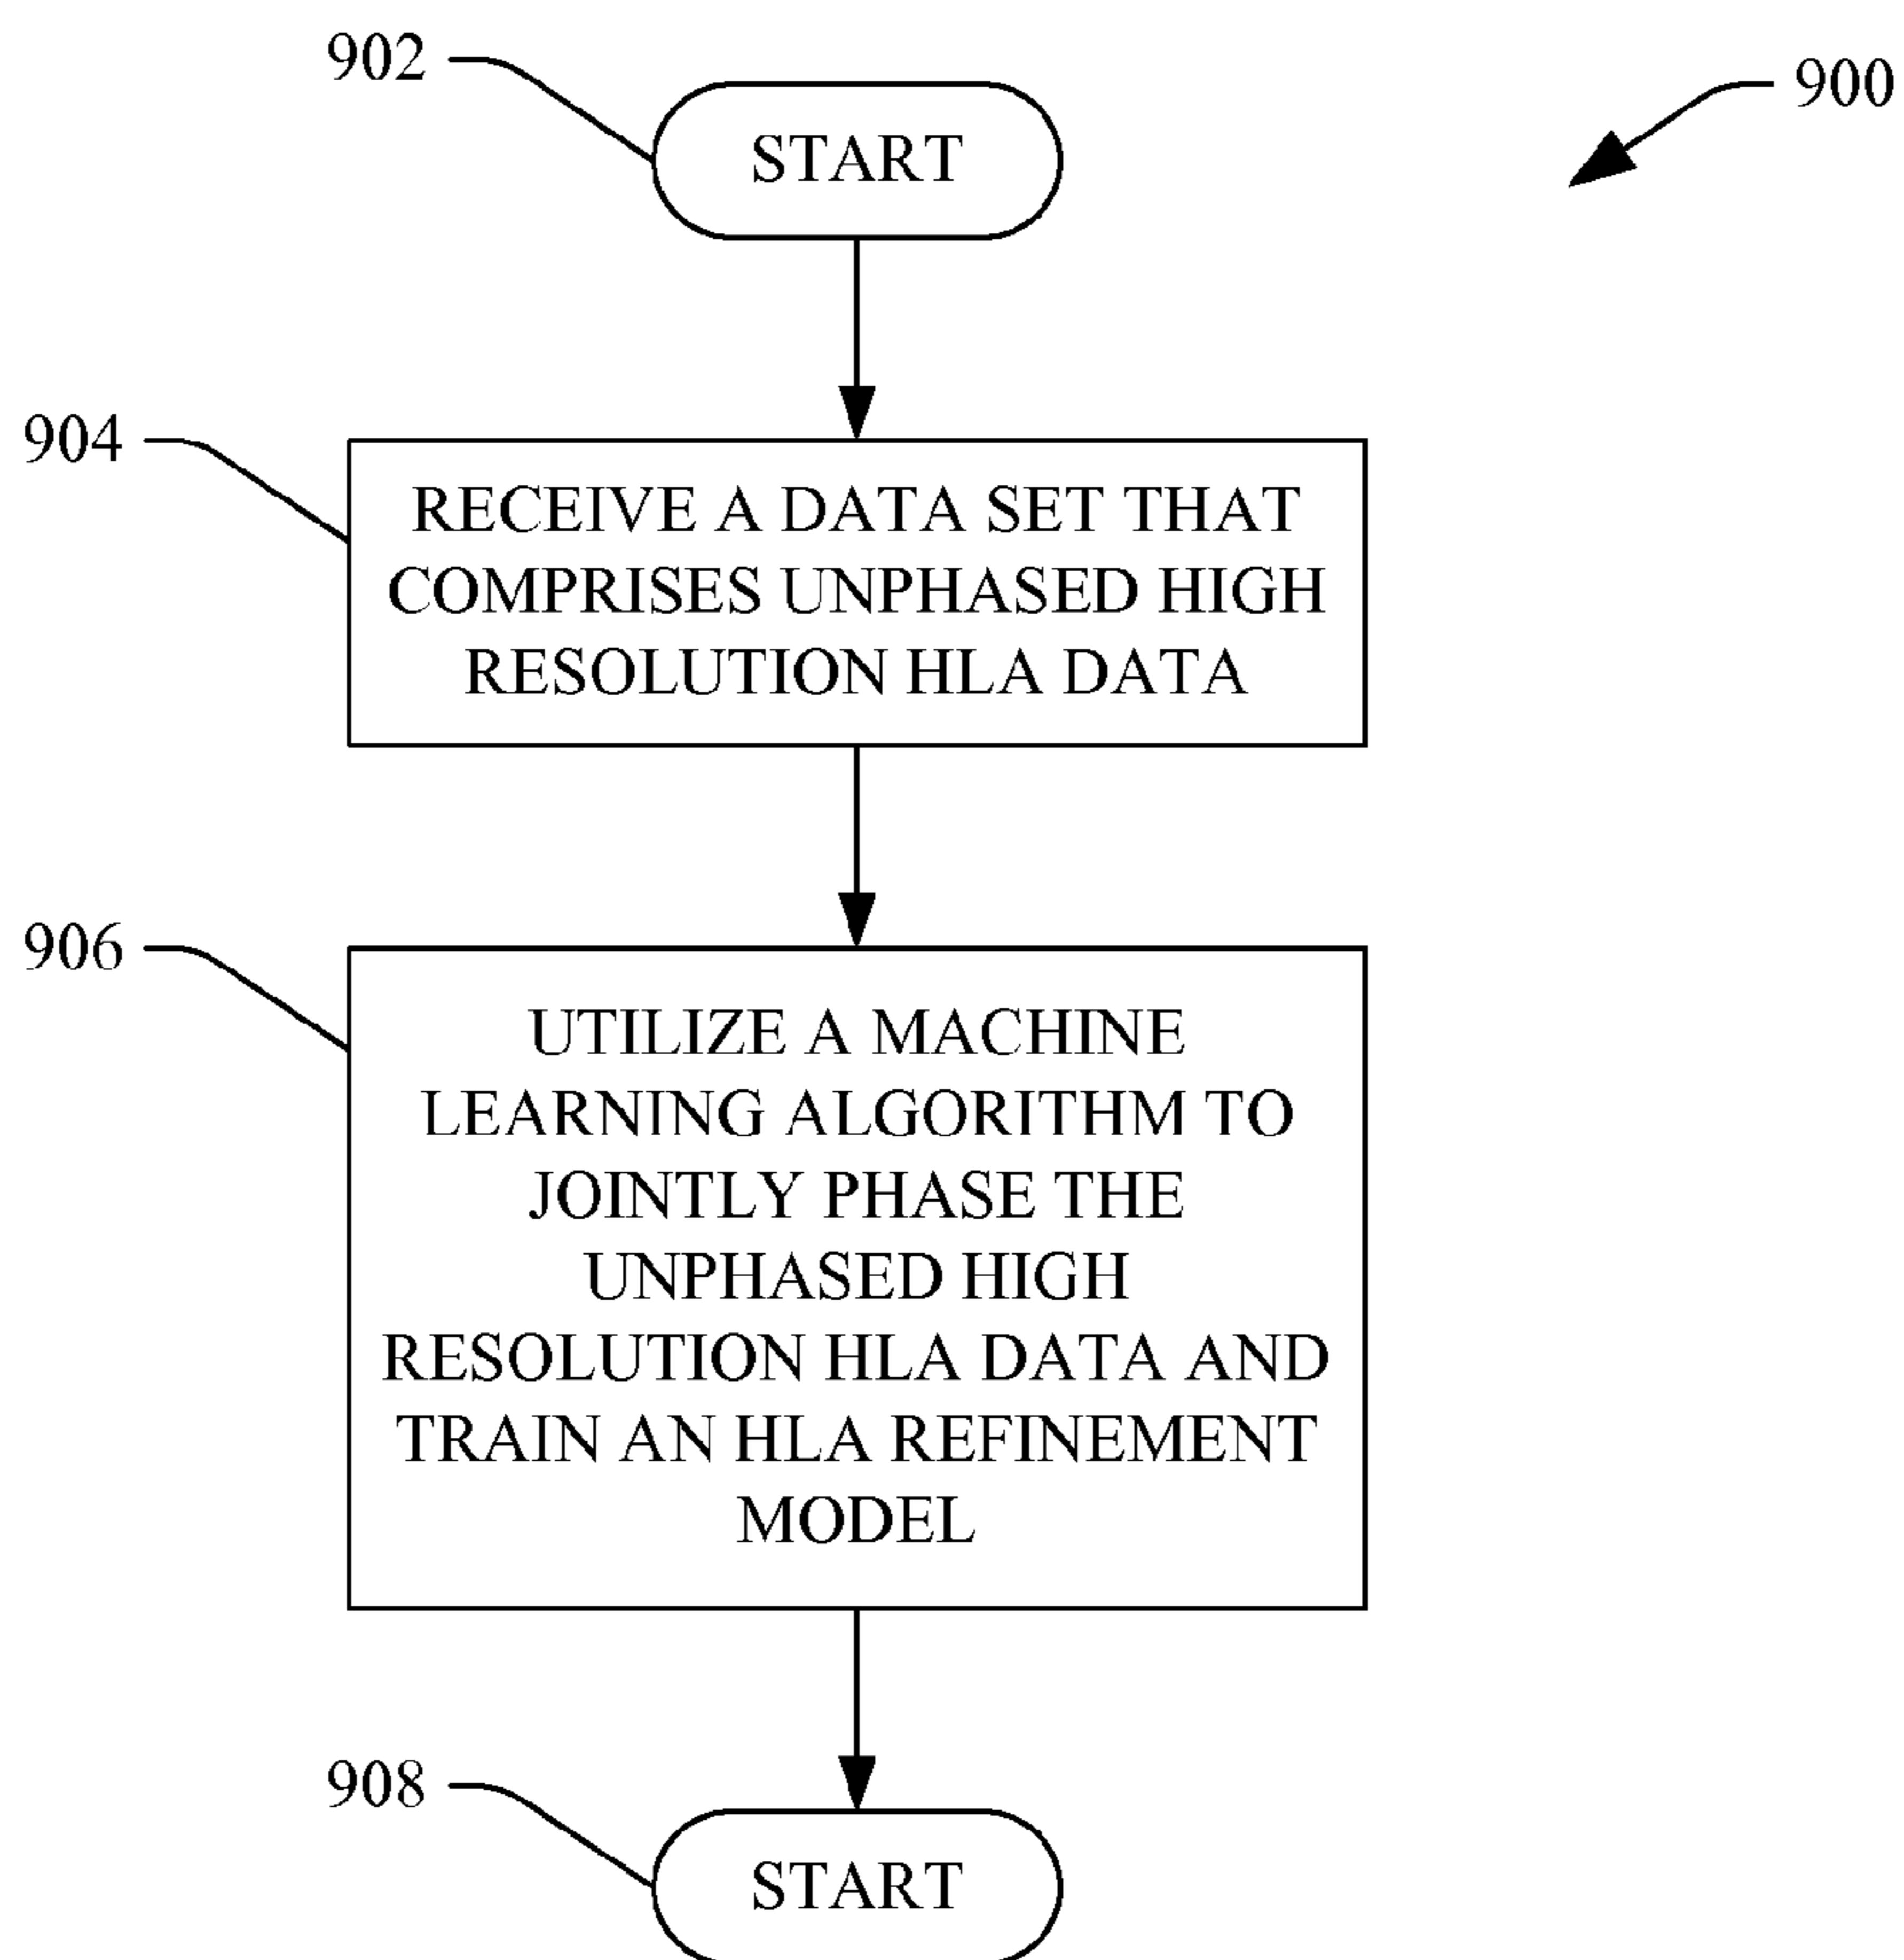 902
START
900
904
RECEIVE A DATA SET THAT
COMPRISES UNPHASED HIGH
RESOLUTION HLA DATA
906
UTILIZE A MACHINE
LEARNING ALGORITHM TO
JOINTLY PHASE THE
UNPHASED HIGH
RESOLUTION HLA DATA AND
TRAIN AN HLA REFINEMENT
MODEL
908
START